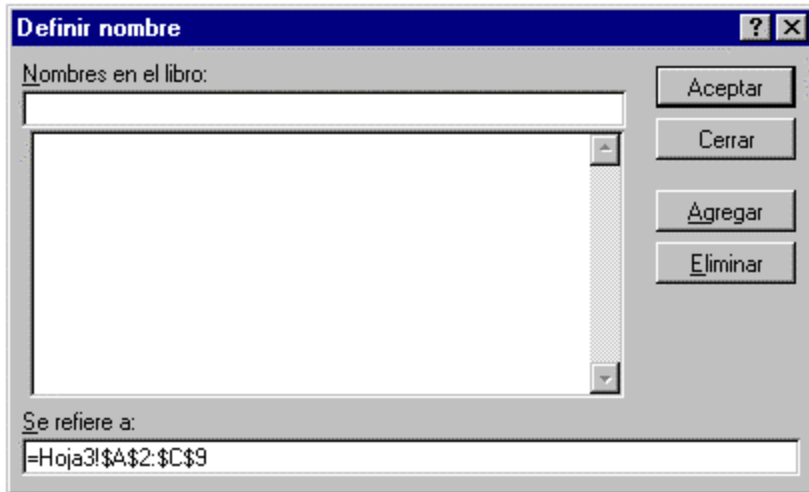 Definir nombre
Nombres en el libro:
Aceptar
Cerrar
Agregar
Eliminar
Se refiere a:
=Hoja3!$A$2:$C$9